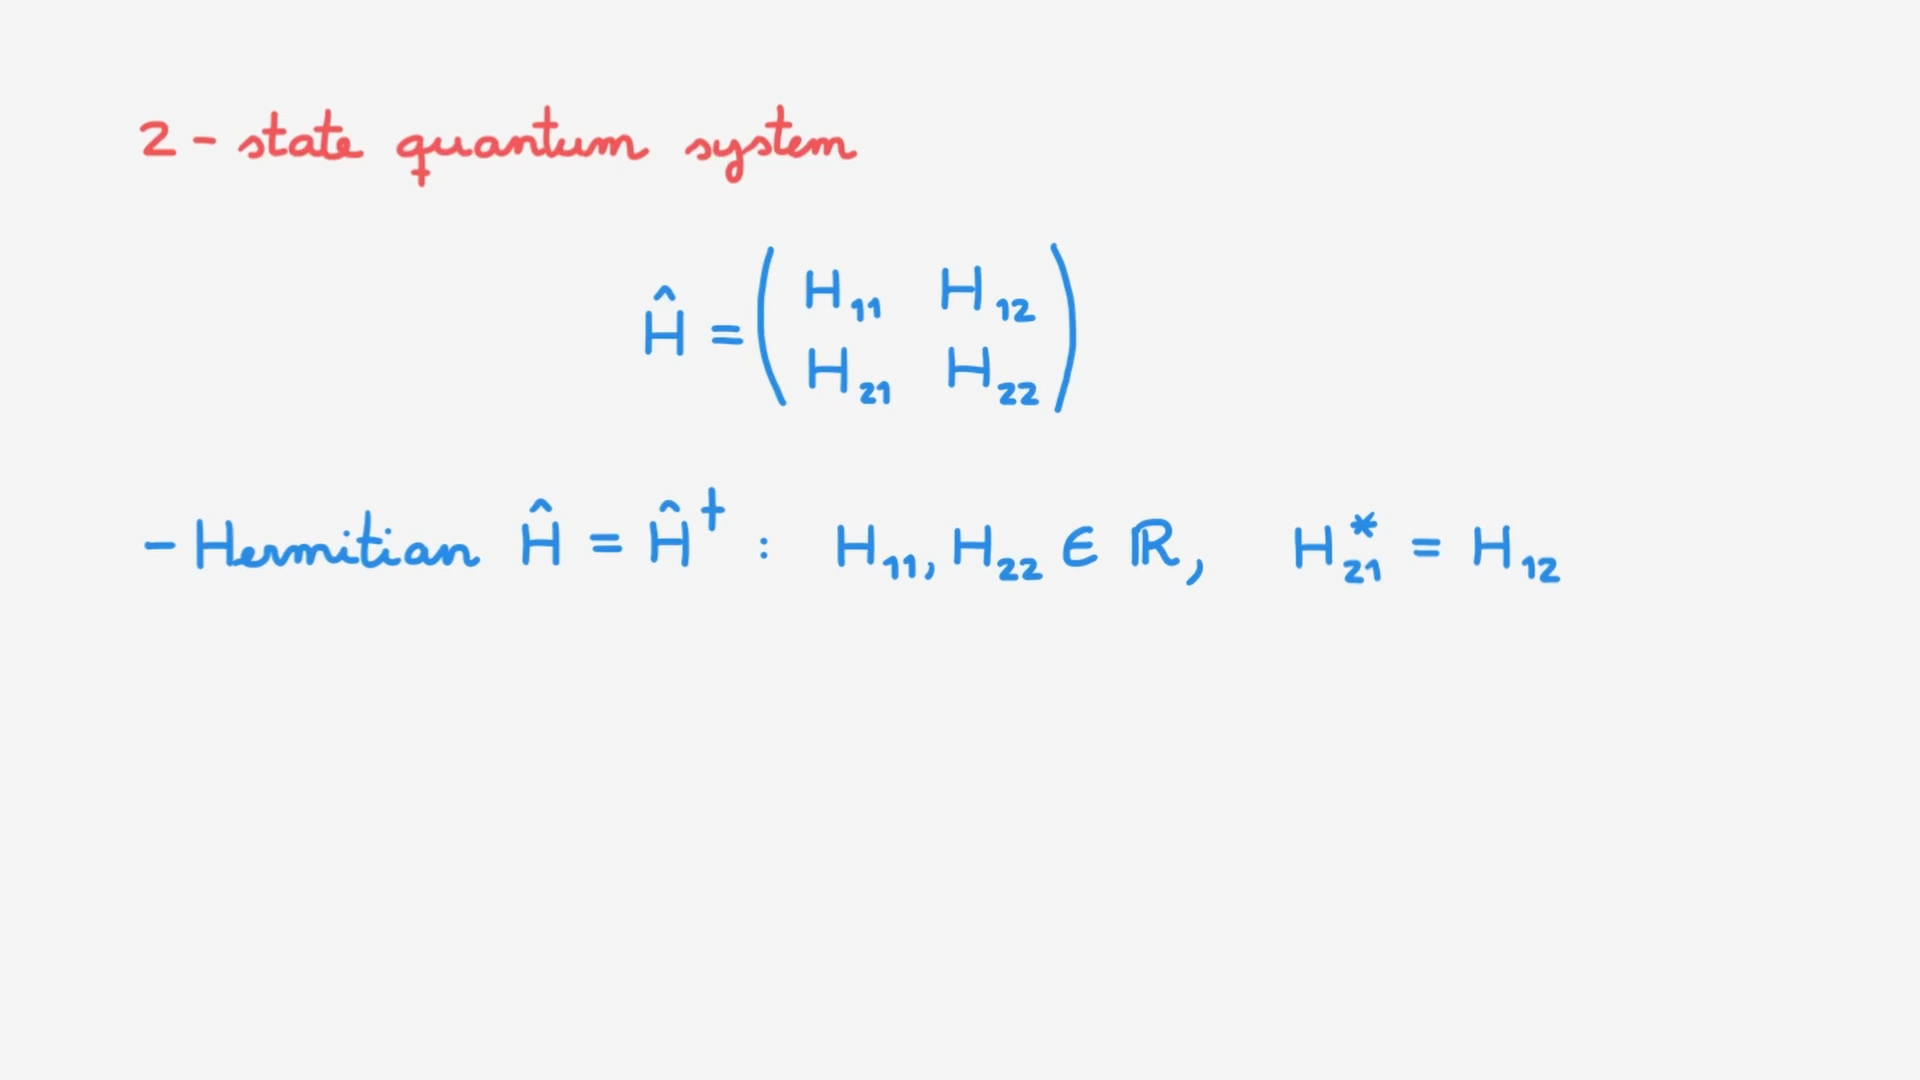 2 - state quantum system
Ĥ = ( H₁₁ H₁₂
H₂₁ H₂₂ )
- Hermitian Ĥ = Ĥ† : H₁₁, H₂₂ ∈ ℝ, H₂₁* = H₁₂